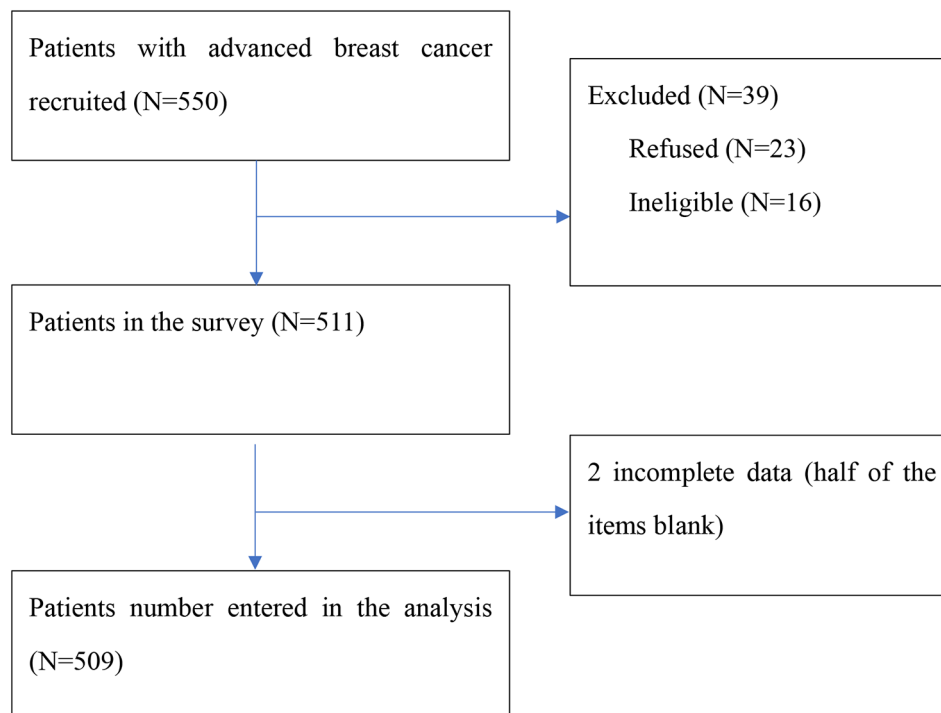 Patients with advanced breast cancer
recruited (N=550)
Excluded (N=39)
Refused (N=23)
Ineligible (N=16)
Patients in the survey (N=511)
2 incomplete data (half of the
items blank)
Patients number entered in the analysis
(N=509)